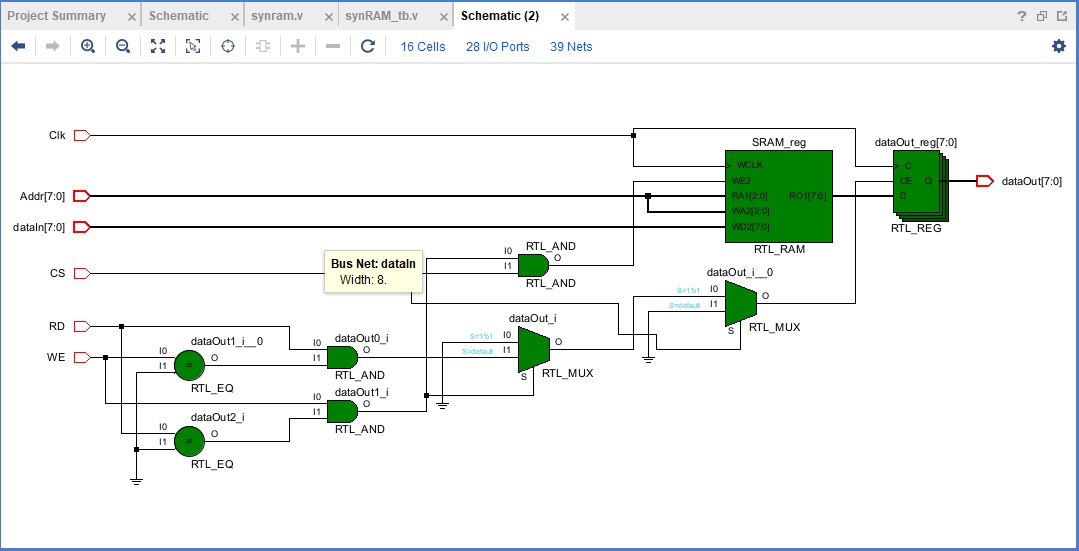 Project Summary × Schematic × synram.v × synRAM_tb.v × Schematic (2) ×
16 Cells 28 I/O Ports 39 Nets
Clk
SRAM_reg
dataOut_reg[7:0]
WCLK
C
WE2
CE Q
dataOut[7:0]
Addr[7:0]
RA1[2:0] RO1[7:0]
D
WA2[2:0]
dataIn[7:0]
WD2[7:0]
RTL_REG
RTL_RAM
RTL_AND
I0
O
CS
I1
RTL_AND
Bus Net: dataIn
Width: 8.
dataOut_i__0
S=1'b1 I0
O
S=default I1
S
RTL_MUX
RD
WE
dataOut_i
S=1'b1 I0
O
S=default I1
S
RTL_MUX
dataOut1_i__0
I0
O
I1
=
RTL_EQ
dataOut0_i
I0
O
I1
RTL_AND
dataOut1_i
I0
O
I1
RTL_AND
dataOut2_i
I0
O
I1
=
RTL_EQ